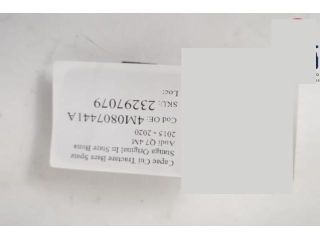 Capac Cui Tractare Bara Spate
Stanga Original In Stare Buna
Audi Q7 4M
2015 - 2020
Cod OE: 4M0807441A
SKU: 23297079
Loc: